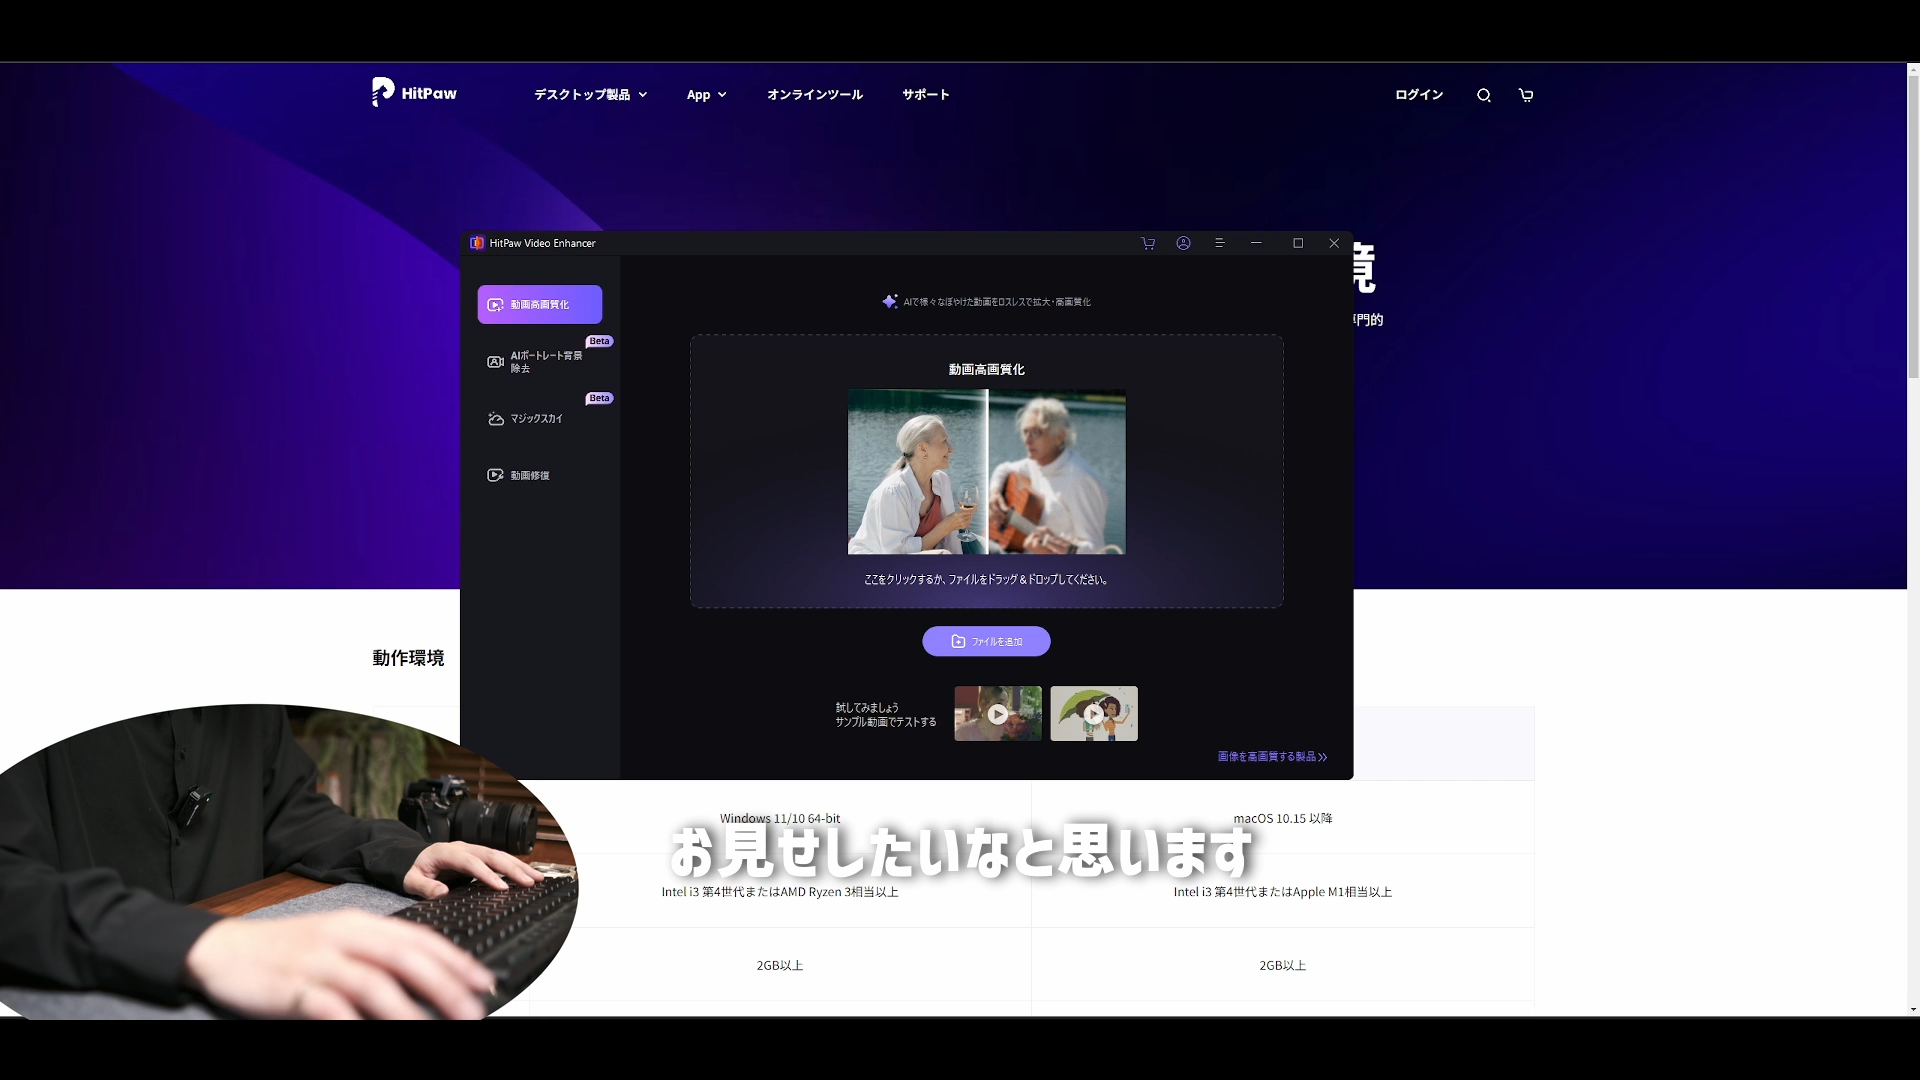 HitPaw
デスクトップ製品
App
オンラインツール
サポート
ログイン
境
専門的
HitPaw Video Enhancer
動画高画質化
Beta
AIポートレート背景
除去
Beta
マジックスカイ
動画修復
AIで様々なぼやけた動画をロスレスで拡大・高画質化
動画高画質化
ここをクリックするか、ファイルをドラッグ＆ドロップしてください。
ファイルを追加
試してみましょう
サンプル動画でテストする
画像を高画質する製品
動作環境
Windows 11/10 64-bit
macOS 10.15 以降
お見せしたいなと思います
Intel i3 第4世代またはAMD Ryzen 3相当以上
Intel i3 第4世代またはApple M1相当以上
2GB以上
2GB以上